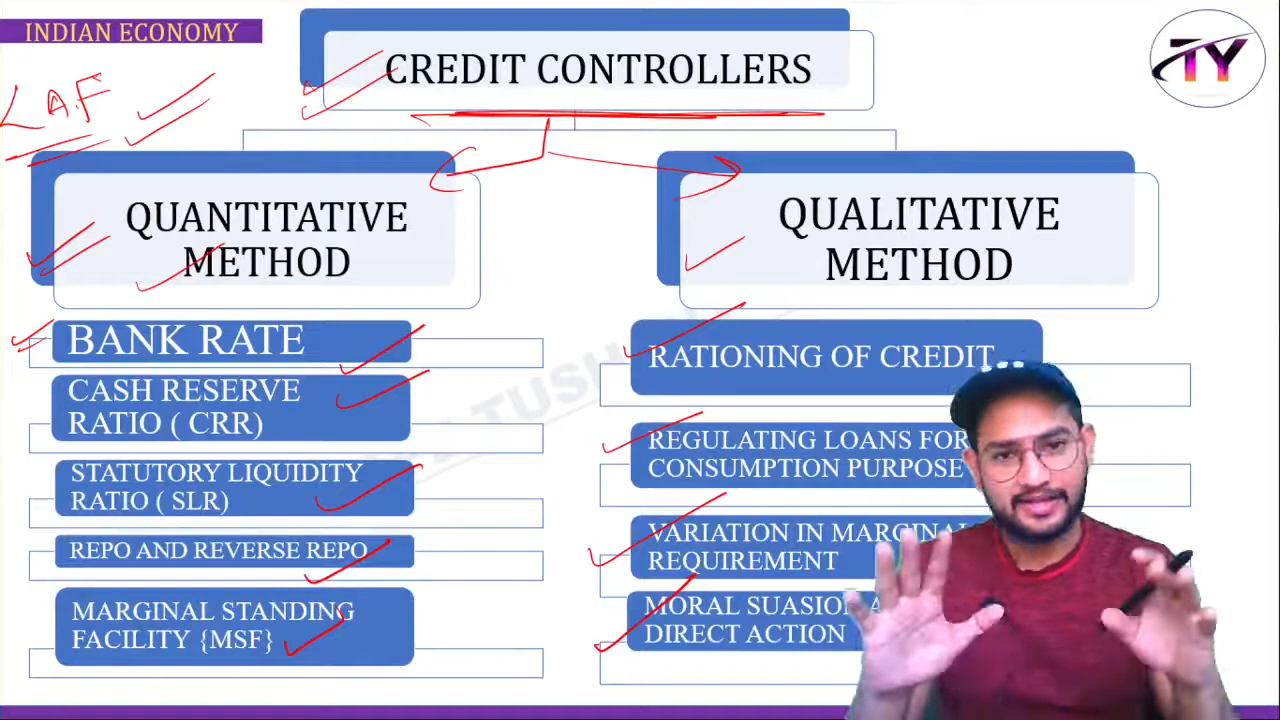 INDIAN ECONOMY
CREDIT CONTROLLERS
TY
LAF
QUANTITATIVE
METHOD
BANK RATE
CASH RESERVE
RATIO ( CRR)
STATUTORY LIQUIDITY
RATIO ( SLR)
REPO AND REVERSE REPO
MARGINAL STANDING
FACILITY {MSF}
QUALITATIVE
METHOD
RATIONING OF CREDIT
REGULATING LOANS FOR
CONSUMPTION PURPOSE
VARIATION IN MARGINAL
REQUIREMENT
MORAL SUASION
DIRECT ACTION